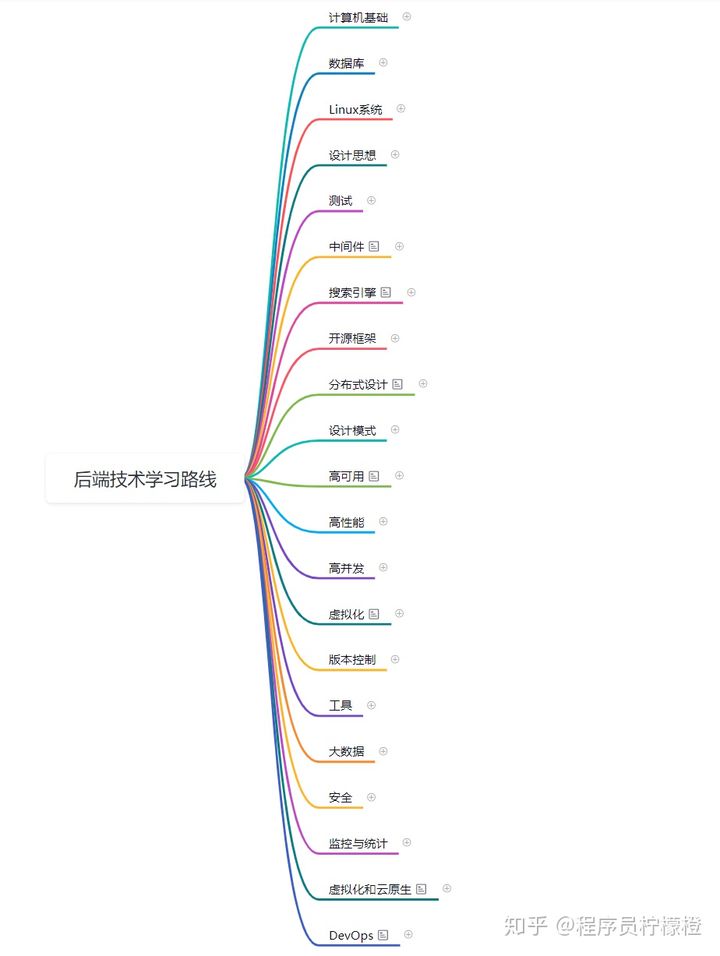 计算机基础
数据库
Linux系统
设计思想
测试
中间件
搜索引擎
开源框架
分布式设计
设计模式
后端技术学习路线
高可用
高性能
高并发
虚拟化
版本控制
工具
大数据
安全
监控与统计
虚拟化和云原生
DevOps
知乎 @程序员柠檬橙